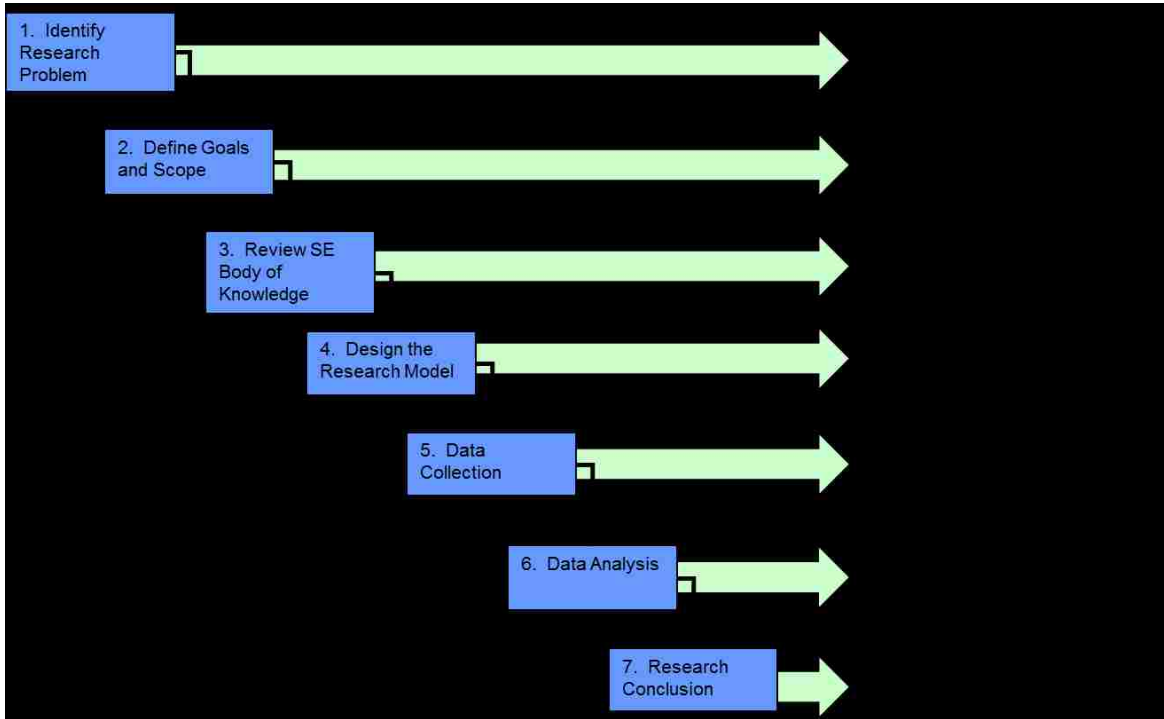 1. Identify
Research
Problem
2. Define Goals
and Scope
3. Review SE
Body of
Knowledge
4. Design the
Research Model
5. Data
Collection
6. Data Analysis
7. Research
Conclusion